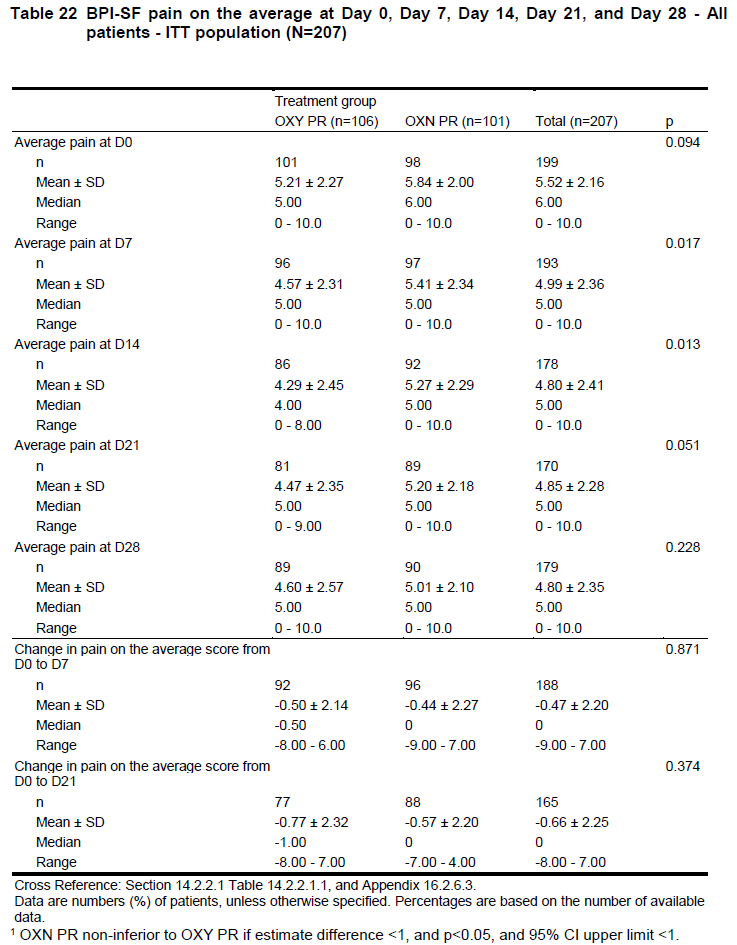 Table 22 BPI-SF pain on the average at Day 0, Day 7, Day 14, Day 21, and Day 28 - All
patients - ITT population (N=207)
Treatment group
OXY PR (n=106) OXN PR (n=101) Total (n=207) p
Average pain at D0 0.094
n 101 98 199
Mean ± SD 5.21 ± 2.27 5.84 ± 2.00 5.52 ± 2.16
Median 5.00 6.00 6.00
Range 0 - 10.0 0 - 10.0 0 - 10.0
Average pain at D7 0.017
n 96 97 193
Mean ± SD 4.57 ± 2.31 5.41 ± 2.34 4.99 ± 2.36
Median 5.00 5.00 5.00
Range 0 - 10.0 0 - 10.0 0 - 10.0
Average pain at D14 0.013
n 86 92 178
Mean ± SD 4.29 ± 2.45 5.27 ± 2.29 4.80 ± 2.41
Median 4.00 5.00 5.00
Range 0 - 8.00 0 - 10.0 0 - 10.0
Average pain at D21 0.051
n 81 89 170
Mean ± SD 4.47 ± 2.35 5.20 ± 2.18 4.85 ± 2.28
Median 5.00 5.00 5.00
Range 0 - 9.00 0 - 10.0 0 - 10.0
Average pain at D28 0.228
n 89 90 179
Mean ± SD 4.60 ± 2.57 5.01 ± 2.10 4.80 ± 2.35
Median 5.00 5.00 5.00
Range 0 - 10.0 0 - 10.0 0 - 10.0
Change in pain on the average score from 0.871
D0 to D7
n 92 96 188
Mean ± SD -0.50 ± 2.14 -0.44 ± 2.27 -0.47 ± 2.20
Median -0.50 0 0
Range -8.00 - 6.00 -9.00 - 7.00 -9.00 - 7.00
Change in pain on the average score from 0.374
D0 to D21
n 77 88 165
Mean ± SD -0.77 ± 2.32 -0.57 ± 2.20 -0.66 ± 2.25
Median -1.00 0 0
Range -8.00 - 7.00 -7.00 - 4.00 -8.00 - 7.00
Cross Reference: Section 14.2.2.1 Table 14.2.2.1.1, and Appendix 16.2.6.3.
Data are numbers (%) of patients, unless otherwise specified. Percentages are based on the number of available
data.
¹ OXN PR non-inferior to OXY PR if estimate difference <1, and p<0.05, and 95% CI upper limit <1.